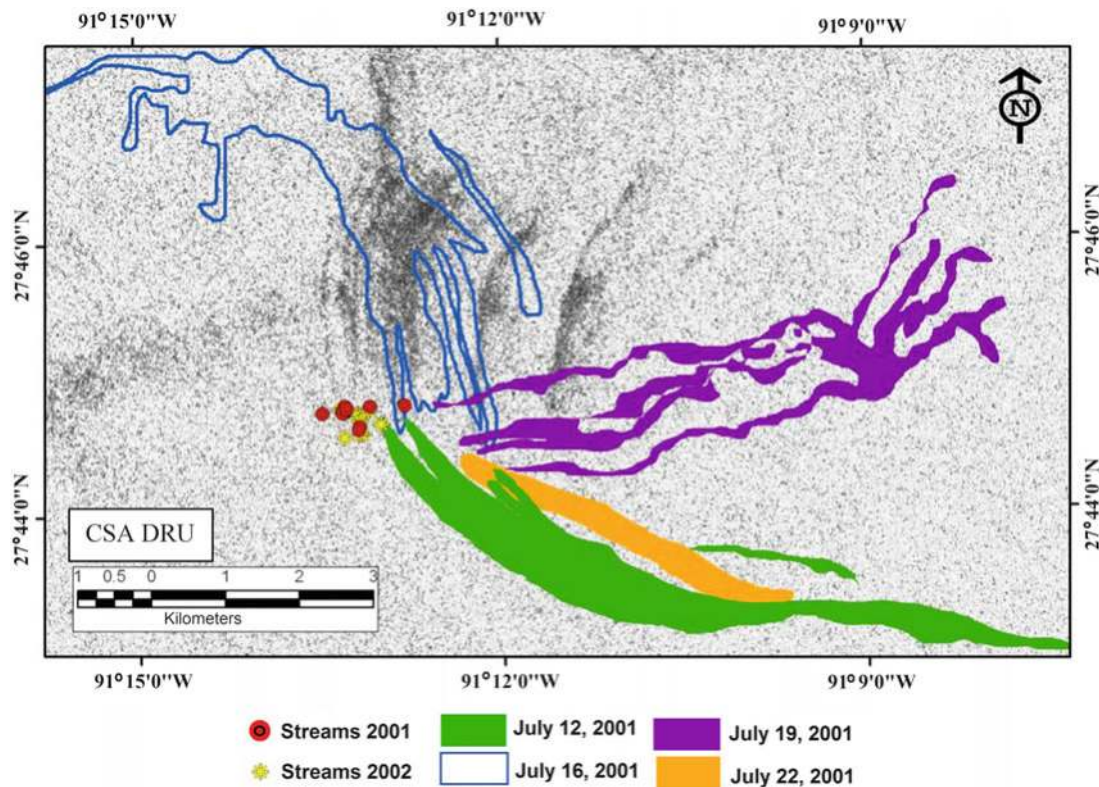 91°15'0"W 91°12'0"W 91°9'0"W
N
27°46'0"N 27°46'0"N
27°44'0"N 27°44'0"N
CSA DRU
1 0.5 0 1 2 3
Kilometers
91°15'0"W 91°12'0"W 91°9'0"W
Streams 2001 July 12, 2001 July 19, 2001
Streams 2002 July 16, 2001 July 22, 2001